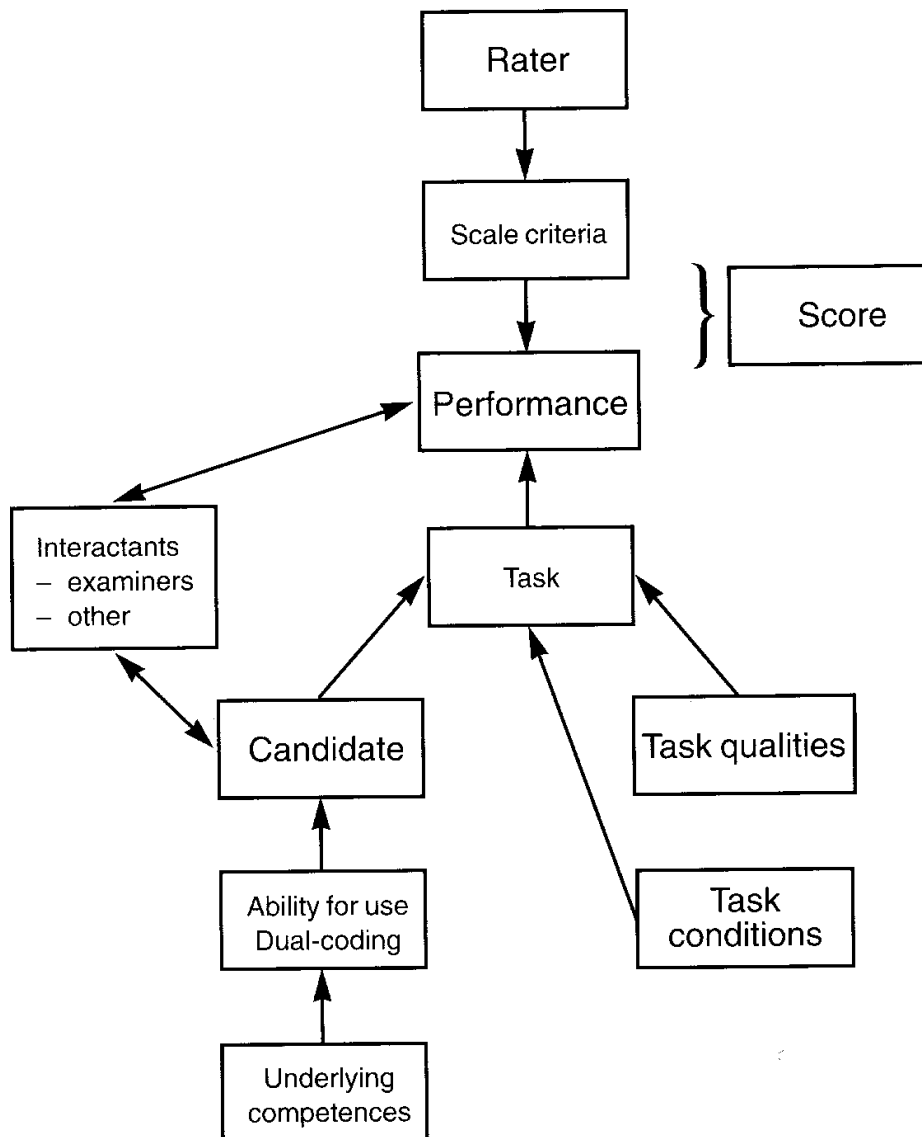 Rater
Scale criteria
Score
Performance
Interactants
– examiners
– other
Task
Candidate
Task qualities
Ability for use
Dual-coding
Task
conditions
Underlying
competences